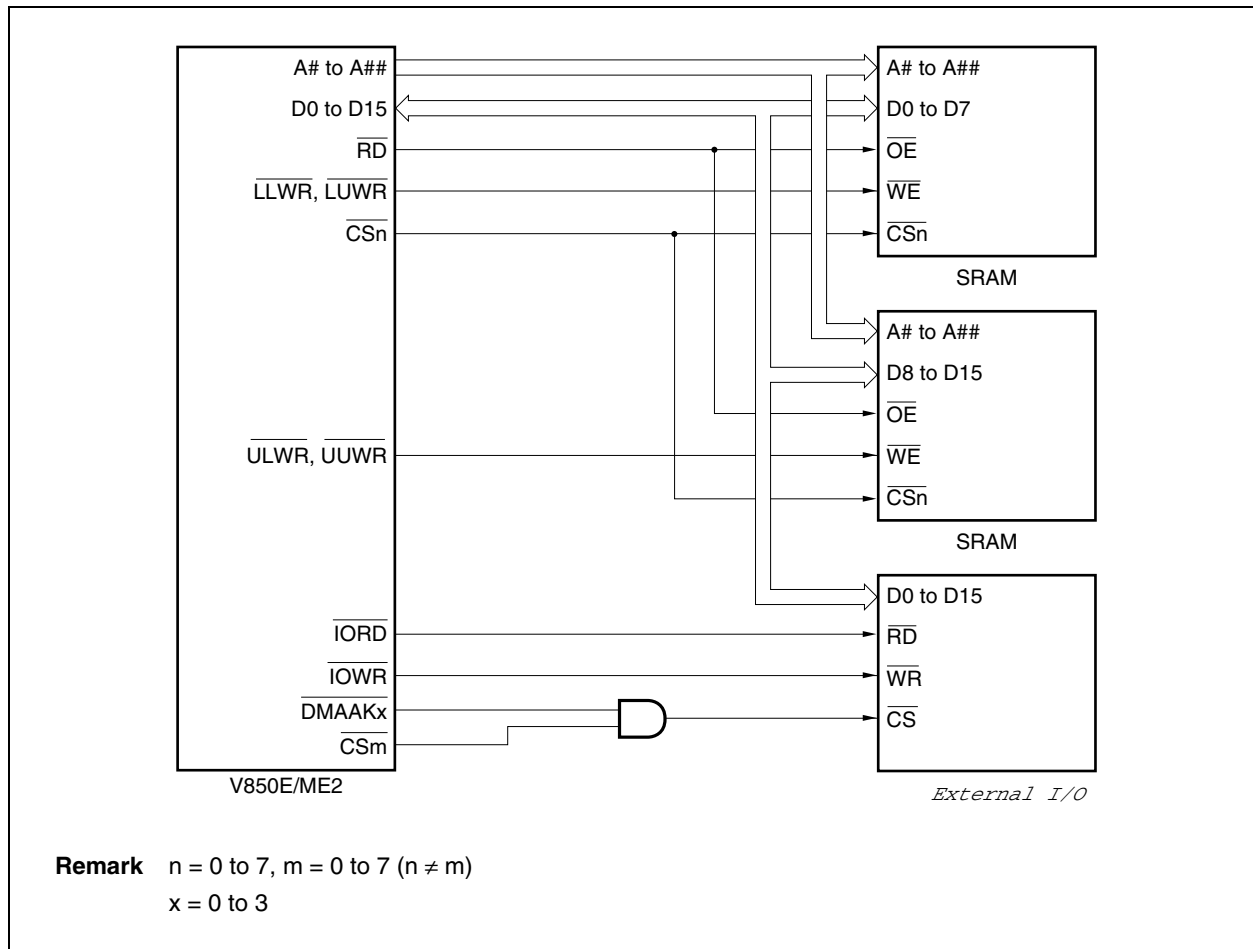 A# to A##
D0 to D15
RD
LLWR, LUWR
CSn
ULWR, UUWR
IORD
IOWR
DMAAKx
CSm
V850E/ME2
A# to A##
D0 to D7
OE
WE
CSn
SRAM
A# to A##
D8 to D15
OE
WE
CSn
SRAM
D0 to D15
RD
WR
CS
External I/O
Remark n = 0 to 7, m = 0 to 7 (n ≠ m)
x = 0 to 3